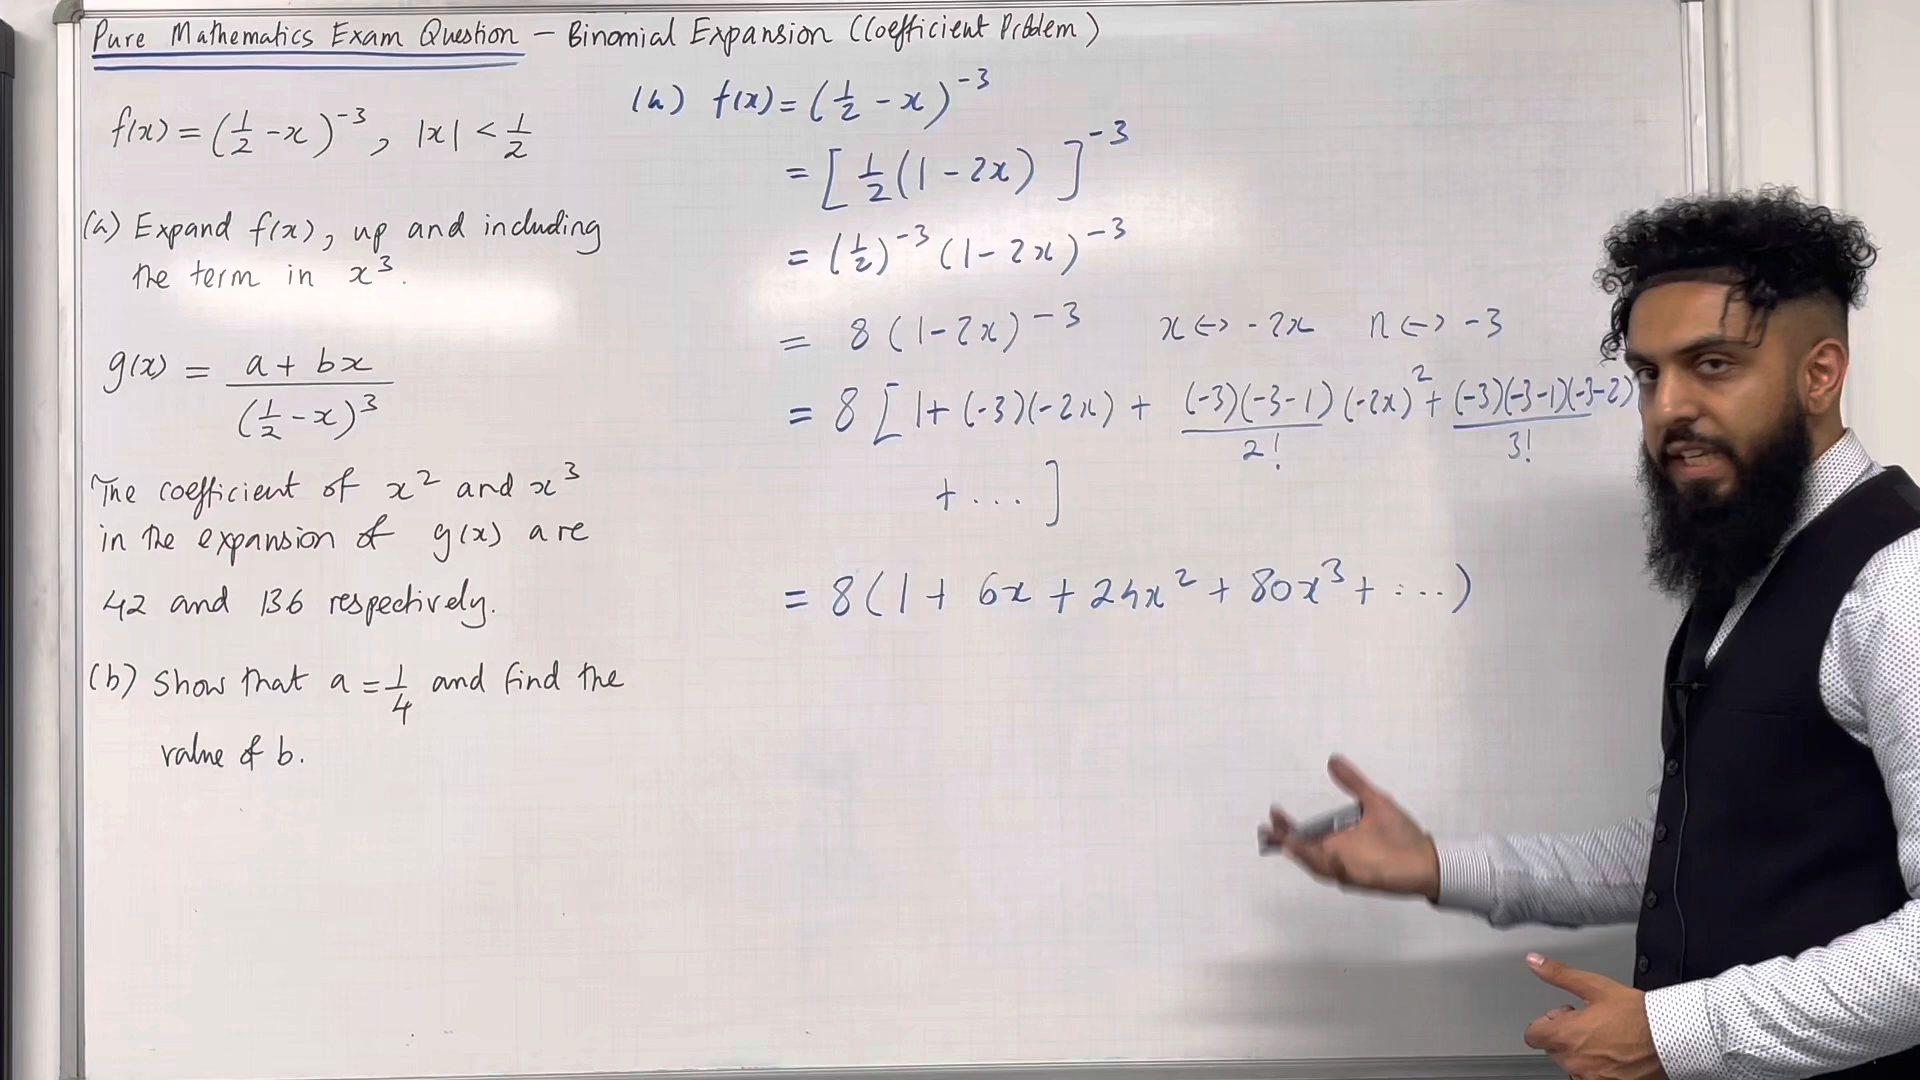 Pure Mathematics Exam Question – Binomial Expansion (Coefficient Problem)
f(x) = (1/2 - x)^-3, |x| < 1/2
(a) Expand f(x), up and including
the term in x^3.
g(x) = (a + bx)/(1/2 - x)^3
The coefficient of x^2 and x^3
in the expansion of g(x) are
42 and 136 respectively.
(b) Show that a = 1/4 and find the
value of b.
(a) f(x) = (1/2 - x)^-3
= [1/2(1 - 2x)]^-3
= (1/2)^-3 (1 - 2x)^-3
= 8(1 - 2x)^-3 x <-> -2x n <-> -3
= 8[1 + (-3)(-2x) + (-3)(-3-1)/2! (-2x)^2 + (-3)(-3-1)(-3-2)/3!
+ ...]
= 8(1 + 6x + 24x^2 + 80x^3 + ...)